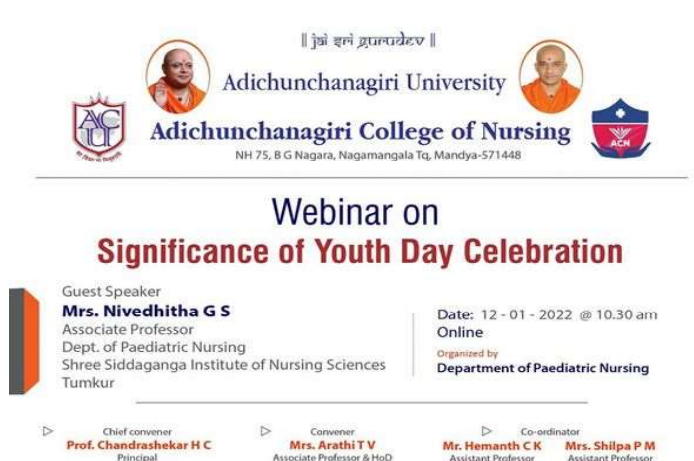 || jai sri gurudev ||
Adichunchanagiri University
Adichunchanagiri College of Nursing
NH 75, B G Nagara, Nagamangala Tq, Mandya-571448
ACU
ACN
Webinar on
Significance of Youth Day Celebration
Guest Speaker
Mrs. Nivedhitha G S
Associate Professor
Dept. of Paediatric Nursing
Shree Siddaganga Institute of Nursing Sciences
Tumkur
Date: 12 - 01 - 2022 @ 10.30 am
Online
Organized by
Department of Paediatric Nursing
Chief convener
Prof. Chandrashekar H C
Principal
Convener
Mrs. Arathi T V
Associate Professor & HoD
Co-ordinator
Mr. Hemanth C K
Assistant Professor
Mrs. Shilpa P M
Assistant Professor